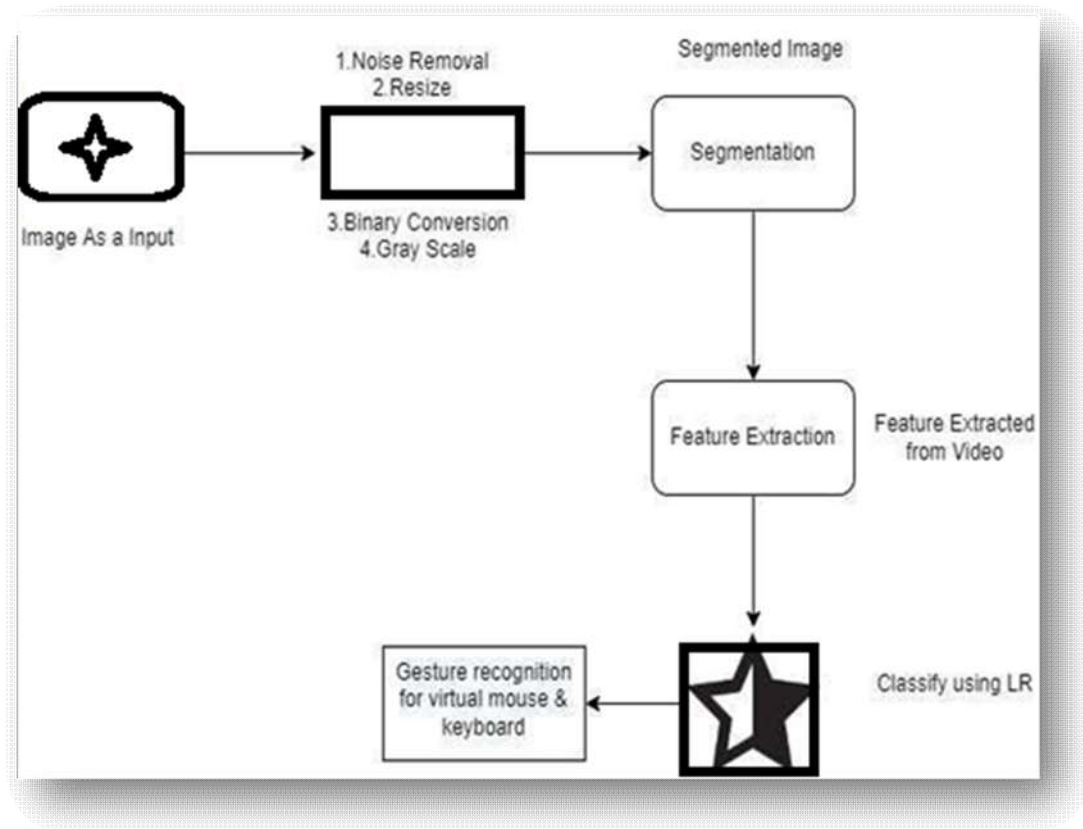 1.Noise Removal
2.Resize
Segmented Image
Segmentation
Image As a Input
3.Binary Conversion
4.Gray Scale
Feature Extraction
Feature Extracted
from Video
Gesture recognition
for virtual mouse &
keyboard
Classify using LR